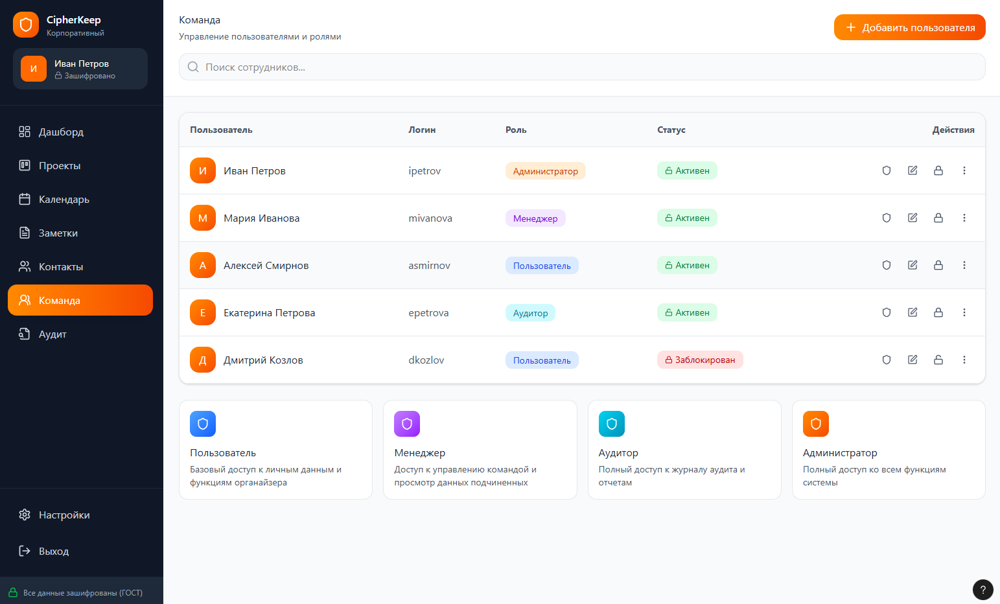 CipherKeep
Корпоративный
И
Иван Петров
Зашифровано
Дашборд
Проекты
Календарь
Заметки
Контакты
Команда
Аудит
Настройки
Выход
Все данные зашифрованы (ГОСТ)
Команда
Управление пользователями и ролями
Добавить пользователя
Поиск сотрудников...
Пользователь Логин Роль Статус Действия
И Иван Петров ipetrov Администратор Активен
М Мария Иванова mivanova Менеджер Активен
А Алексей Смирнов asmirnov Пользователь Активен
Е Екатерина Петрова epetrova Аудитор Активен
Д Дмитрий Козлов dkozlov Пользователь Заблокирован
Пользователь
Базовый доступ к личным данным и
функциям органайзера
Менеджер
Доступ к управлению командой и
просмотр данных подчиненных
Аудитор
Полный доступ к журналу аудита и
отчетам
Администратор
Полный доступ ко всем функциям
системы
?